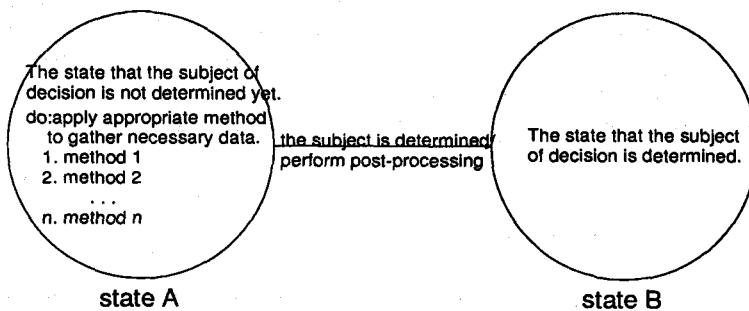 The state that the subject of
decision is not determined yet.
do:apply appropriate method
to gather necessary data.
1. method 1
2. method 2
. . .
n. method n
the subject is determined/
perform post-processing
The state that the subject
of decision is determined.
state A
state B